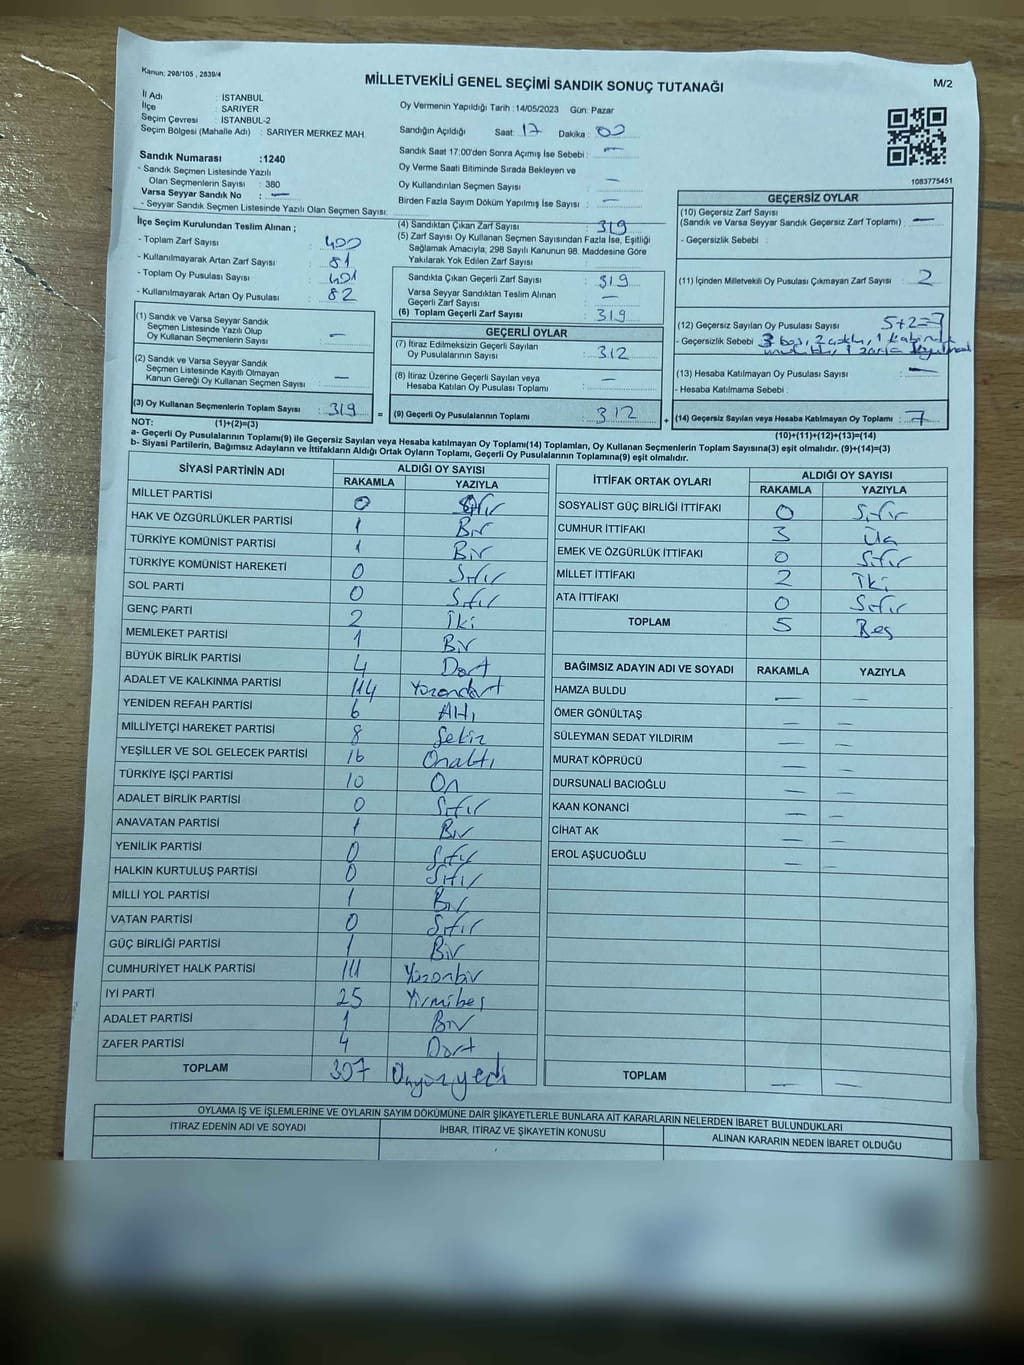 Kanun; 298/105 , 2839/4
MİLLETVEKİLİ GENEL SEÇİMİ SANDIK SONUÇ TUTANAĞI
M/2
İl Adı : İSTANBUL
İlçe : SARIYER
Seçim Çevresi : İSTANBUL-2
Seçim Bölgesi (Mahalle Adı) : SARIYER MERKEZ MAH.
Sandık Numarası :1240
- Sandık Seçmen Listesinde Yazılı
Olan Seçmenlerin Sayısı : 380
Varsa Seyyar Sandık No : —
- Seyyar Sandık Seçmen Listesinde Yazılı Olan Seçmen Sayısı:
Oy Vermenin Yapıldığı Tarih :14/05/2023 Gün: Pazar
Sandığın Açıldığı Saat: 17 Dakika : 00
Sandık Saat 17:00'den Sonra Açımış İse Sebebi : —
Oy Verme Saati Bitiminde Sırada Bekleyen ve
Oy Kullandırılan Seçmen Sayısı : —
Birden Fazla Sayım Döküm Yapılmış İse Sayısı : —
1083775451
İlçe Seçim Kurulundan Teslim Alınan ;
- Toplam Zarf Sayısı : 400
- Kullanılmayarak Artan Zarf Sayısı : 81
- Toplam Oy Pusulası Sayısı : 401
- Kullanılmayarak Artan Oy Pusulası : 82
(4) Sandıktan Çıkan Zarf Sayısı : 319
(5) Zarf Sayısı Oy Kullanan Seçmen Sayısından Fazla İse, Eşitliği
Sağlamak Amacıyla; 298 Sayılı Kanunun 98. Maddesine Göre
Yakılarak Yok Edilen Zarf Sayısı :
Sandıkta Çıkan Geçerli Zarf Sayısı : 319
Varsa Seyyar Sandıktan Teslim Alınan
Geçerli Zarf Sayısı : —
(6) Toplam Geçerli Zarf Sayısı : 319
GEÇERSİZ OYLAR
(10) Geçersiz Zarf Sayısı
(Sandık ve Varsa Seyyar Sandık Geçersiz Zarf Toplamı) : —
- Geçersizlik Sebebi :
(11) İçinden Milletvekili Oy Pusulası Çıkmayan Zarf Sayısı : 2
(12) Geçersiz Sayılan Oy Pusulası Sayısı : 5+2=7
- Geçersizlik Sebebi : 3 boş,
(13) Hesaba Katılmayan Oy Pusulası Sayısı : —
- Hesaba Katılmama Sebebi :
(14) Geçersiz Sayılan veya Hesaba Katılmayan Oy Toplamı : 7
(10)+(11)+(12)+(13)=(14)
(1) Sandık ve Varsa Seyyar Sandık
Seçmen Listesinde Yazılı Olup
Oy Kullanan Seçmenlerin Sayısı : —
(2) Sandık ve Varsa Seyyar Sandık
Seçmen Listesinde Kayıtlı Olmayan
Kanun Gereği Oy Kullanan Seçmen Sayısı : —
(3) Oy Kullanan Seçmenlerin Toplam Sayısı : 319 =
GEÇERLİ OYLAR
(7) İtiraz Edilmeksizin Geçerli Sayılan
Oy Pusulalarının Sayısı : 312
(8) İtiraz Üzerine Geçerli Sayılan veya
Hesaba Katılan Oy Pusulası Toplamı : —
(9) Geçerli Oy Pusulalarının Toplamı : 312 +
NOT: (1)+(2)=(3)
a- Geçerli Oy Pusulalarının Toplamı(9) ile Geçersiz Sayılan veya Hesaba katılmayan Oy Toplamı(14) Toplamları, Oy Kullanan Seçmenlerin Toplam Sayısına(3) eşit olmalıdır. (9)+(14)=(3)
b- Siyasi Partilerin, Bağımsız Adayların ve İttifakların Aldığı Ortak Oyların Toplamı, Geçerli Oy Pusulalarının Toplamına(9) eşit olmalıdır.
SİYASİ PARTİNİN ADI ALDIĞI OY SAYISI
RAKAMLA YAZIYLA
MİLLET PARTİSİ 0 Sıfır
HAK VE ÖZGÜRLÜKLER PARTİSİ 1 Bir
TÜRKİYE KOMÜNİST PARTİSİ 1 Bir
TÜRKİYE KOMÜNİST HAREKETİ 0 Sıfır
SOL PARTİ 0 Sıfır
GENÇ PARTİ 2 İki
MEMLEKET PARTİSİ 1 Bir
BÜYÜK BİRLİK PARTİSİ 4 Dört
ADALET VE KALKINMA PARTİSİ 114 Yüzondört
YENİDEN REFAH PARTİSİ 6 Altı
MİLLİYETÇİ HAREKET PARTİSİ 8 Sekiz
YEŞİLLER VE SOL GELECEK PARTİSİ 16 Onaltı
TÜRKİYE İŞÇİ PARTİSİ 10 On
ADALET BİRLİK PARTİSİ 0 Sıfır
ANAVATAN PARTİSİ 1 Bir
YENİLİK PARTİSİ 0 Sıfır
HALKIN KURTULUŞ PARTİSİ 0 Sıfır
MİLLİ YOL PARTİSİ 1 Bir
VATAN PARTİSİ 0 Sıfır
GÜÇ BİRLİĞİ PARTİSİ 1 Bir
CUMHURİYET HALK PARTİSİ 111 Yüzonbir
İYİ PARTİ 25 Yirmibeş
ADALET PARTİSİ 1 Bir
ZAFER PARTİSİ 4 Dört
TOPLAM 307 Üçyüzyedi
İTTİFAK ORTAK OYLARI ALDIĞI OY SAYISI
RAKAMLA YAZIYLA
SOSYALİST GÜÇ BİRLİĞİ İTTİFAKI 0 Sıfır
CUMHUR İTTİFAKI 3 Üç
EMEK VE ÖZGÜRLÜK İTTİFAKI 0 Sıfır
MİLLET İTTİFAKI 2 İki
ATA İTTİFAKI 0 Sıfır
TOPLAM 5 Beş
BAĞIMSIZ ADAYIN ADI VE SOYADI RAKAMLA YAZIYLA
HAMZA BULDU — —
ÖMER GÖNÜLTAŞ — —
SÜLEYMAN SEDAT YILDIRIM — —
MURAT KÖPRÜCÜ — —
DURSUNALİ BACIOĞLU — —
KAAN KONANCİ — —
CİHAT AK — —
EROL AŞUCUOĞLU — —
TOPLAM — —
OYLAMA İŞ VE İŞLEMLERİNE VE OYLARIN SAYIM DÖKÜMÜNE DAİR ŞİKAYETLERLE BUNLARA AİT KARARLARIN NELERDEN İBARET BULUNDUKLARI
İTİRAZ EDENİN ADI VE SOYADI İHBAR, İTİRAZ VE ŞİKAYETİN KONUSU ALINAN KARARIN NEDEN İBARET OLDUĞU